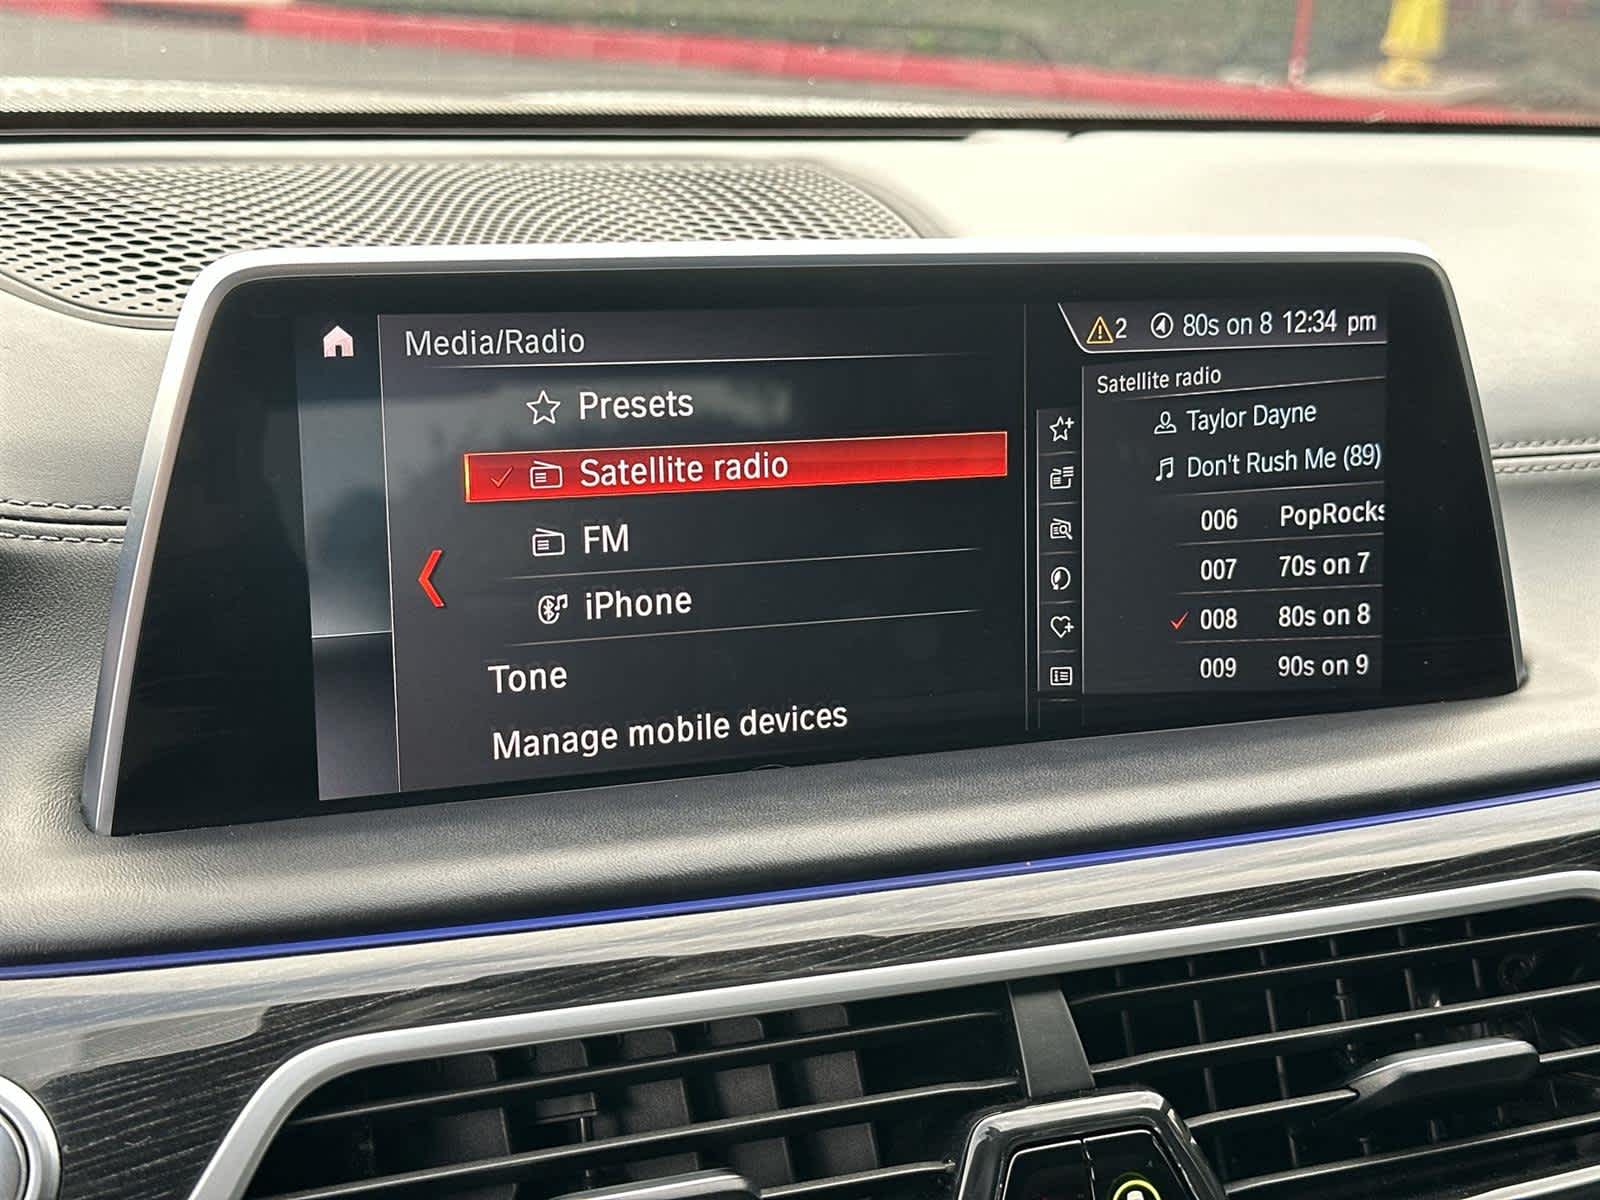 Media/Radio
Presets
Satellite radio
FM
iPhone
Tone
Manage mobile devices
2 80s on 8 12:34 pm
Satellite radio
Taylor Dayne
Don't Rush Me (89)
006 PopRocks
007 70s on 7
008 80s on 8
009 90s on 9